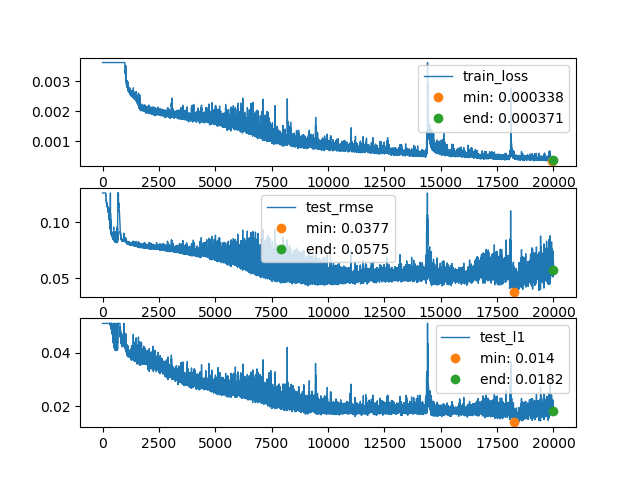 train_loss
min: 0.000338
end: 0.000371
0.003
0.002
0.001
0 2500 5000 7500 10000 12500 15000 17500 20000
test_rmse
min: 0.0377
end: 0.0575
0.10
0.05
0 2500 5000 7500 10000 12500 15000 17500 20000
test_l1
min: 0.014
end: 0.0182
0.04
0.02
0 2500 5000 7500 10000 12500 15000 17500 20000